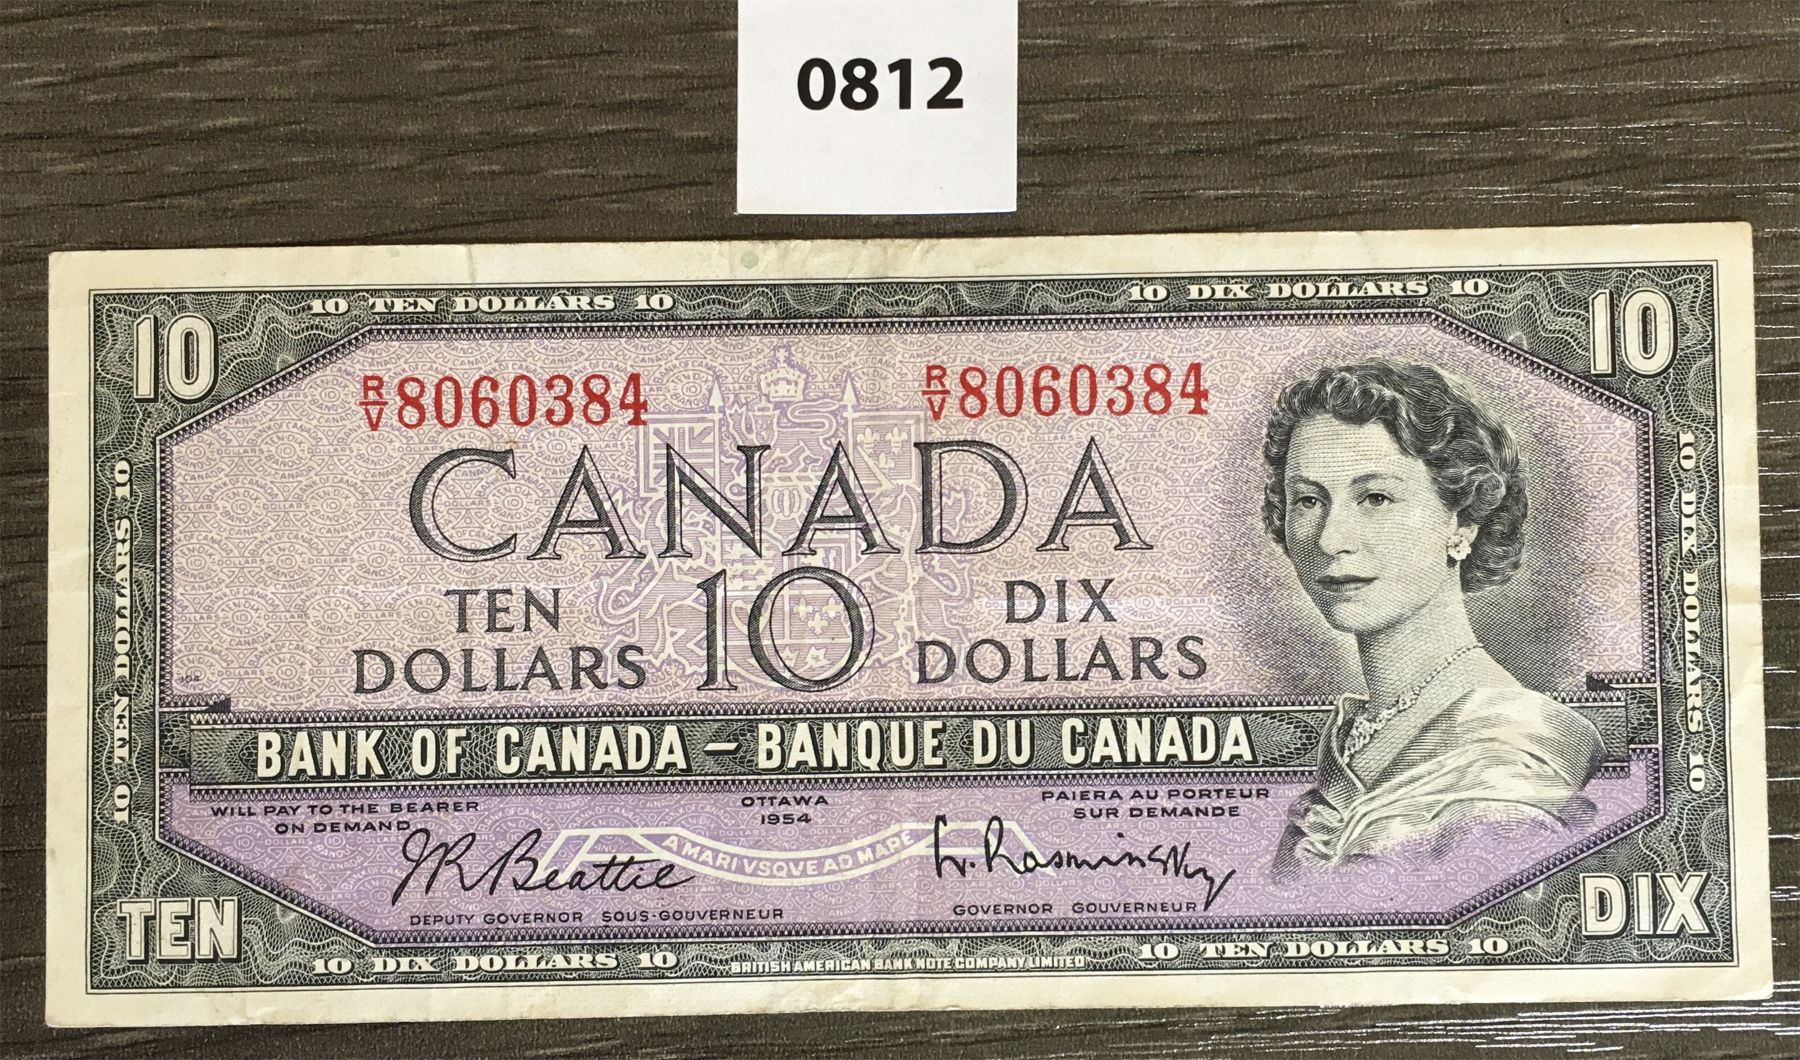 0812
10 TEN DOLLARS 10
10 DIX DOLLARS 10
10
10
R/V 8060384
R/V 8060384
CANADA
TEN DOLLARS
10
DIX DOLLARS
10 TEN DOLLARS 10
10 DIX DOLLARS 10
BANK OF CANADA – BANQUE DU CANADA
WILL PAY TO THE BEARER
ON DEMAND
OTTAWA
1954
PAIERA AU PORTEUR
SUR DEMANDE
JR Beattie
A MARI VSQVE AD MARE
L. Rasminsky
DEPUTY GOVERNOR SOUS-GOUVERNEUR
GOVERNOR GOUVERNEUR
TEN
DIX
10 DIX DOLLARS 10
BRITISH AMERICAN BANK NOTE COMPANY, LIMITED
10 TEN DOLLARS 10